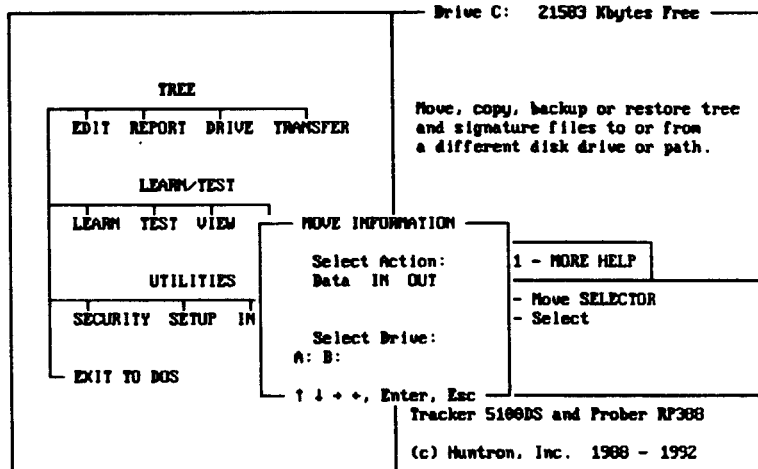 Drive C: 21583 Kbytes Free
TREE
EDIT REPORT DRIVE TRANSFER
Move, copy, backup or restore tree
and signature files to or from
a different disk drive or path.
LEARN/TEST
LEARN TEST VIEW
MOVE INFORMATION
Select Action:
Data IN OUT
1 - MORE HELP
UTILITIES
SECURITY SETUP IN
- Move SELECTOR
- Select
Select Drive:
A: B:
EXIT TO DOS
↑ ↓ → ←, Enter, Esc
Tracker 5100DS and Prober RP388
(c) Huntron, Inc. 1988 - 1992